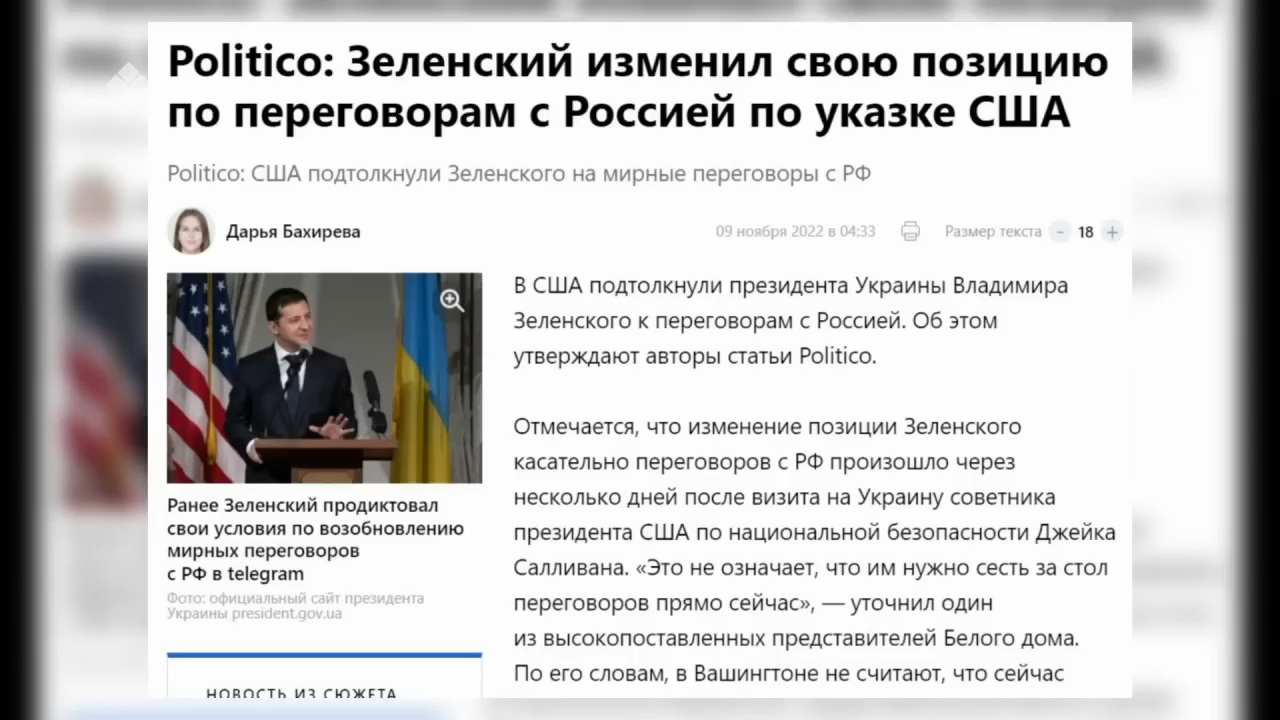 Politico: Зеленский изменил свою позицию
по переговорам с Россией по указке США
Politico: США подтолкнули Зеленского на мирные переговоры с РФ
Дарья Бахирева
09 ноября 2022 в 04:33
Размер текста - 18 +
В США подтолкнули президента Украины Владимира
Зеленского к переговорам с Россией. Об этом
утверждают авторы статьи Politico.
Отмечается, что изменение позиции Зеленского
касательно переговоров с РФ произошло через
несколько дней после визита на Украину советника
президента США по национальной безопасности Джейка
Салливана. «Это не означает, что им нужно сесть за стол
переговоров прямо сейчас», — уточнил один
из высокопоставленных представителей Белого дома.
По его словам, в Вашингтоне не считают, что сейчас
Ранее Зеленский продиктовал
свои условия по возобновлению
мирных переговоров
с РФ в telegram
Фото: официальный сайт президента
Украины president.gov.ua
НОВОСТЬ ИЗ СЮЖЕТА